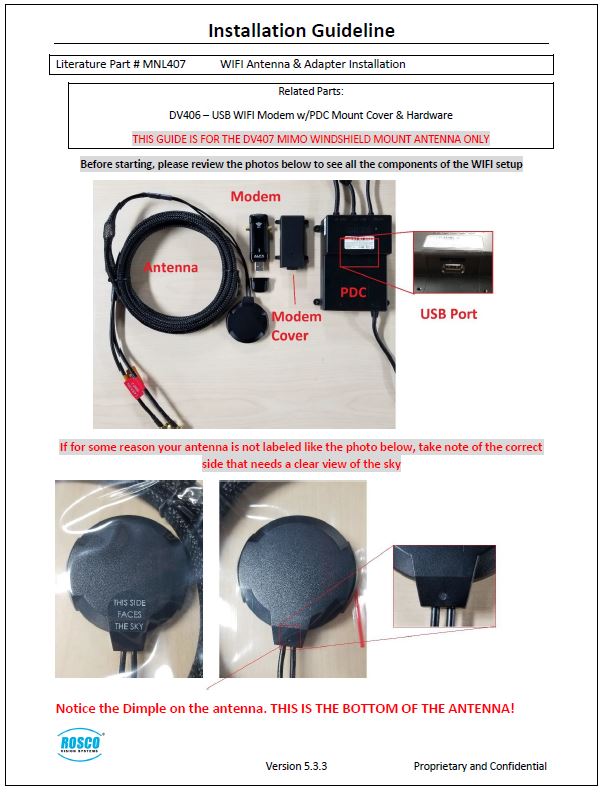 Installation Guideline
Literature Part # MNL407 WIFI Antenna & Adapter Installation
Related Parts:
DV406 – USB WIFI Modem w/PDC Mount Cover & Hardware
THIS GUIDE IS FOR THE DV407 MIMO WINDSHIELD MOUNT ANTENNA ONLY
Before starting, please review the photos below to see all the components of the WIFI setup
Modem
Antenna
PDC
Modem
Cover
USB Port
If for some reason your antenna is not labeled like the photo below, take note of the correct
side that needs a clear view of the sky
THIS SIDE
FACES
THE SKY
Notice the Dimple on the antenna. THIS IS THE BOTTOM OF THE ANTENNA!
ROSCO
VISION SYSTEMS
Version 5.3.3 Proprietary and Confidential